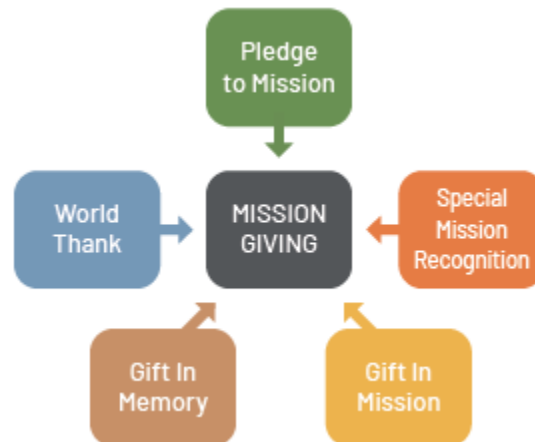 Pledge
to Mission
World
Thank
MISSION
GIVING
Special
Mission
Recognition
Gift In
Memory
Gift In
Mission